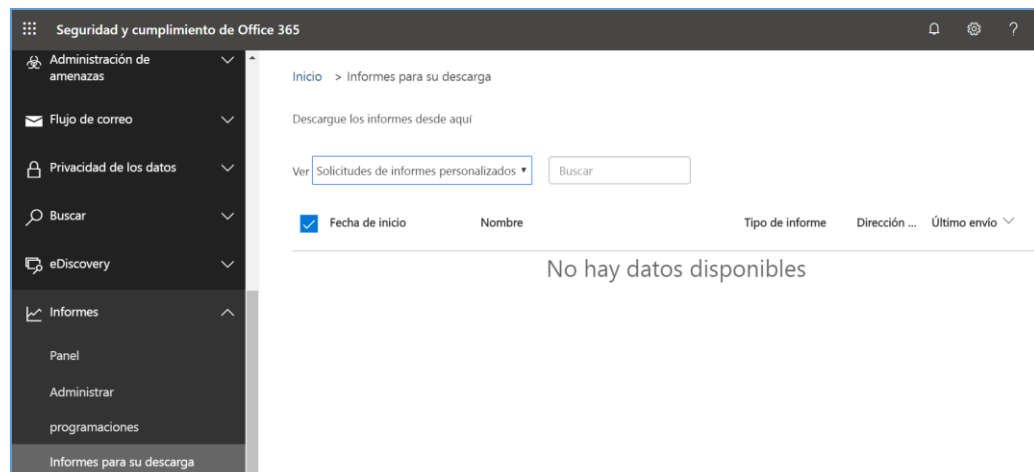 Seguridad y cumplimiento de Office 365
?
Administración de
amenazas
Flujo de correo
Privacidad de los datos
Buscar
eDiscovery
Informes
Panel
Administrar
programaciones
Informes para su descarga
Inicio > Informes para su descarga
Descargue los informes desde aquí
Ver Solicitudes de informes personalizados Buscar
Fecha de inicio Nombre Tipo de informe Dirección ... Último envío
No hay datos disponibles